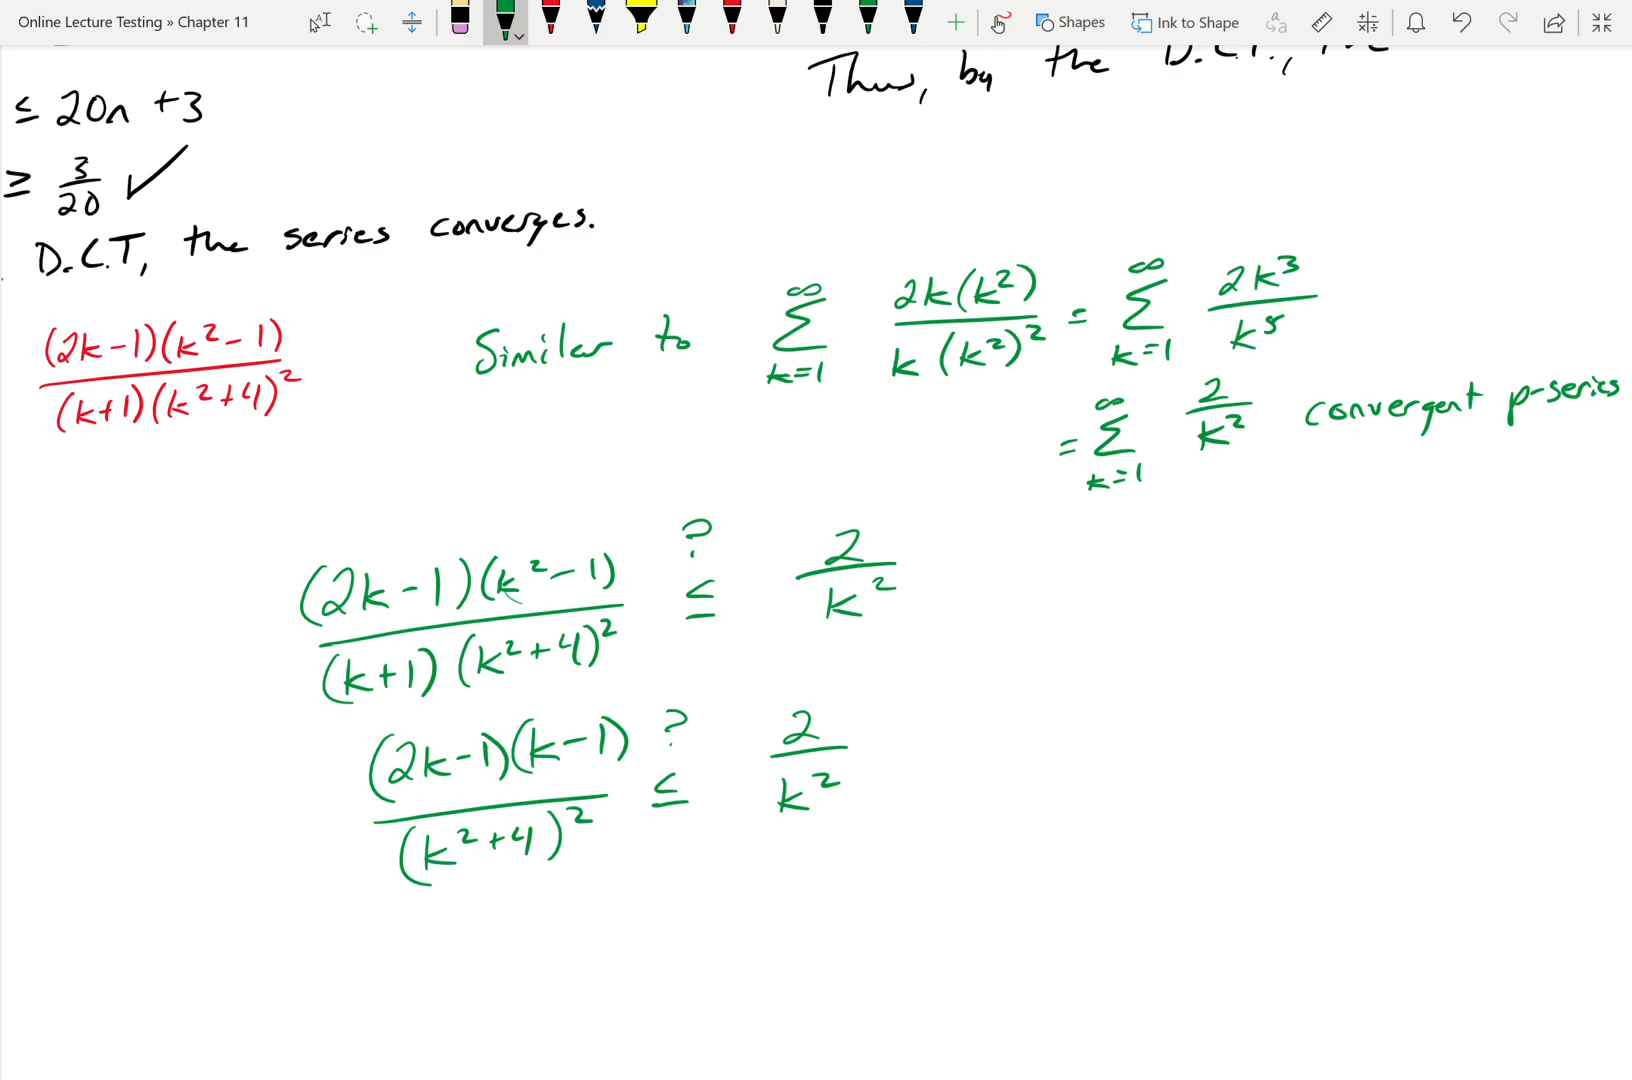 Online Lecture Testing » Chapter 11
Shapes
Ink to Shape
Thus, by the D.C.T.,
≤ 20n + 3
≥ 3/20 ✓
D.C.T, the series converges.
(2k-1)(k²-1) / (k+1)(k²+4)²
Similar to ∑_{k=1}^{∞} 2k(k²) / k(k²)² = ∑_{k=1}^{∞} 2k³ / k⁵
= ∑_{k=1}^{∞} 2/k² convergent p-series
(2k-1)(k²-1) / (k+1)(k²+4)² ≤? 2/k²
(2k-1)(k-1) / (k²+4)² ≤? 2/k²